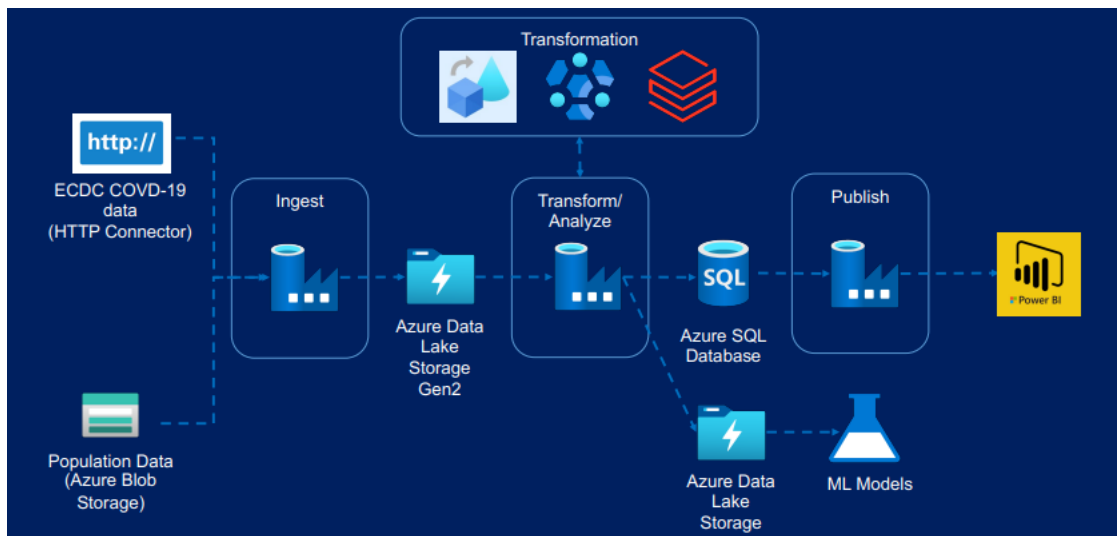 Transformation
http://
ECDC COVD-19
data
(HTTP Connector)
Ingest
Transform/
Analyze
Publish
SQL
Power BI
Azure Data
Lake
Storage
Gen2
Azure SQL
Database
Population Data
(Azure Blob
Storage)
Azure Data
Lake
Storage
ML Models